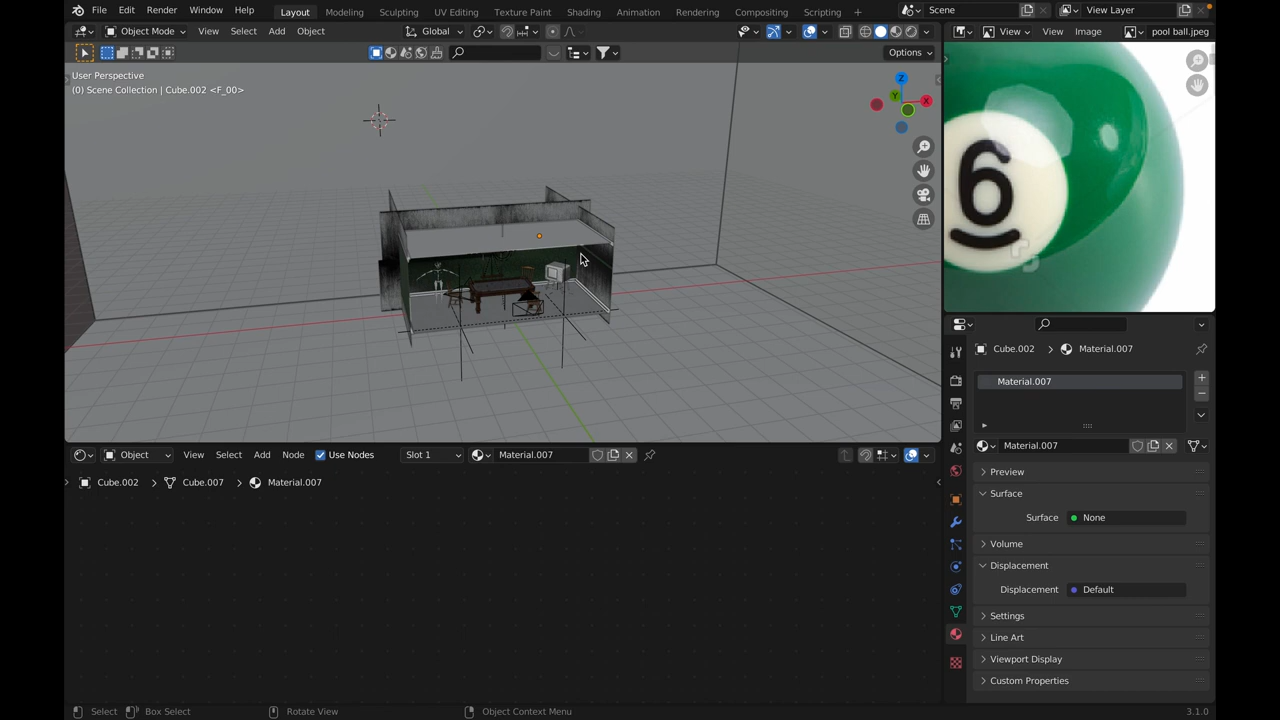 File Edit Render Window Help Layout Modeling Sculpting UV Editing Texture Paint Shading Animation Rendering Compositing Scripting + Scene View Layer
Object Mode View Select Add Object Global View View Image pool ball.jpeg
Options
User Perspective
(0) Scene Collection | Cube.002 <F_00>
Z
Y
X
6
Cube.002 > Material.007
Material.007
Material.007
Preview
Surface
Surface None
Volume
Displacement
Displacement Default
Settings
Line Art
Viewport Display
Custom Properties
Object View Select Add Node Use Nodes Slot 1 Material.007
Cube.002 > Cube.007 > Material.007
Select Box Select Rotate View Object Context Menu 3.1.0